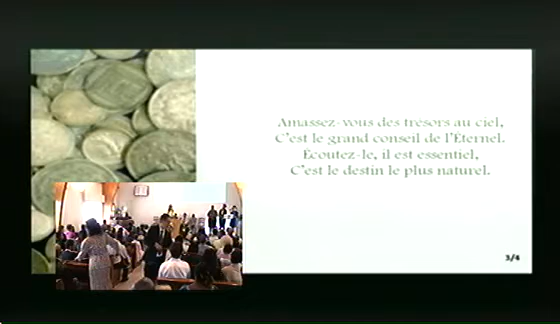 Amassez-vous des trésors au ciel,
C'est le grand conseil de l'Éternel.
Écoutez-le, il est essentiel,
C'est le destin le plus naturel.
3/4